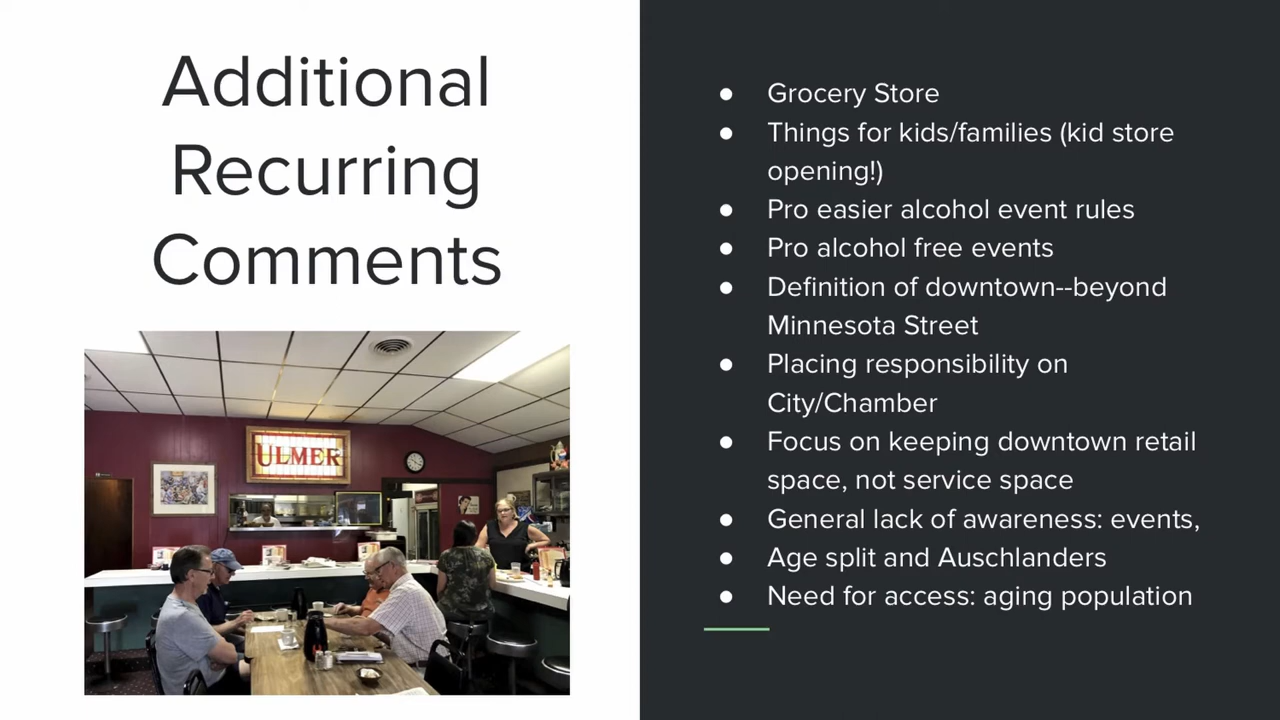 Additional
Recurring
Comments
ULMER
● Grocery Store
● Things for kids/families (kid store
opening!)
● Pro easier alcohol event rules
● Pro alcohol free events
● Definition of downtown--beyond
Minnesota Street
● Placing responsibility on
City/Chamber
● Focus on keeping downtown retail
space, not service space
● General lack of awareness: events,
● Age split and Auschlanders
● Need for access: aging population